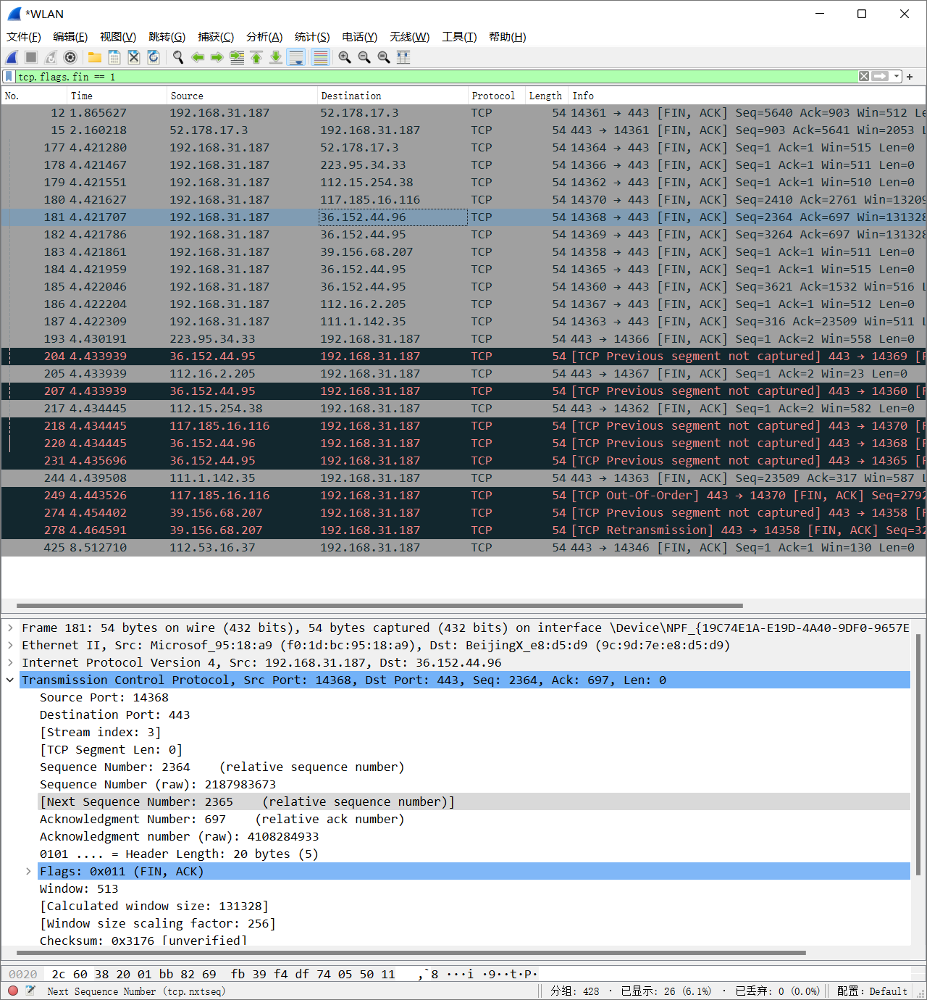 *WLAN
文件(F) 编辑(E) 视图(V) 跳转(G) 捕获(C) 分析(A) 统计(S) 电话(Y) 无线(W) 工具(T) 帮助(H)
tcp.flags.fin == 1
No. Time Source Destination Protocol Length Info
12 1.865627 192.168.31.187 52.178.17.3 TCP 54 14361 → 443 [FIN, ACK] Seq=5640 Ack=903 Win=512 Le
15 2.160218 52.178.17.3 192.168.31.187 TCP 54 443 → 14361 [FIN, ACK] Seq=903 Ack=5641 Win=2053 L
177 4.421280 192.168.31.187 52.178.17.3 TCP 54 14364 → 443 [FIN, ACK] Seq=1 Ack=1 Win=515 Len=0
178 4.421467 192.168.31.187 223.95.34.33 TCP 54 14366 → 443 [FIN, ACK] Seq=1 Ack=1 Win=511 Len=0
179 4.421551 192.168.31.187 112.15.254.38 TCP 54 14362 → 443 [FIN, ACK] Seq=1 Ack=1 Win=510 Len=0
180 4.421627 192.168.31.187 117.185.16.116 TCP 54 14370 → 443 [FIN, ACK] Seq=2410 Ack=2761 Win=13209
181 4.421707 192.168.31.187 36.152.44.96 TCP 54 14368 → 443 [FIN, ACK] Seq=2364 Ack=697 Win=131328
182 4.421786 192.168.31.187 36.152.44.95 TCP 54 14369 → 443 [FIN, ACK] Seq=3264 Ack=697 Win=131328
183 4.421861 192.168.31.187 39.156.68.207 TCP 54 14358 → 443 [FIN, ACK] Seq=1 Ack=1 Win=511 Len=0
184 4.421959 192.168.31.187 36.152.44.95 TCP 54 14365 → 443 [FIN, ACK] Seq=1 Ack=1 Win=515 Len=0
185 4.422046 192.168.31.187 36.152.44.95 TCP 54 14360 → 443 [FIN, ACK] Seq=3621 Ack=1532 Win=516 L
186 4.422204 192.168.31.187 112.16.2.205 TCP 54 14367 → 443 [FIN, ACK] Seq=1 Ack=1 Win=512 Len=0
187 4.422309 192.168.31.187 111.1.142.35 TCP 54 14363 → 443 [FIN, ACK] Seq=316 Ack=23509 Win=511 L
193 4.430191 223.95.34.33 192.168.31.187 TCP 54 443 → 14366 [FIN, ACK] Seq=1 Ack=2 Win=558 Len=0
204 4.433939 36.152.44.95 192.168.31.187 TCP 54 [TCP Previous segment not captured] 443 → 14369 [F
205 4.433939 112.16.2.205 192.168.31.187 TCP 54 443 → 14367 [FIN, ACK] Seq=1 Ack=2 Win=23 Len=0
207 4.433939 36.152.44.95 192.168.31.187 TCP 54 [TCP Previous segment not captured] 443 → 14360 [F
217 4.434445 112.15.254.38 192.168.31.187 TCP 54 443 → 14362 [FIN, ACK] Seq=1 Ack=2 Win=582 Len=0
218 4.434445 117.185.16.116 192.168.31.187 TCP 54 [TCP Previous segment not captured] 443 → 14370 [F
220 4.434445 36.152.44.96 192.168.31.187 TCP 54 [TCP Previous segment not captured] 443 → 14368 [F
231 4.435696 36.152.44.95 192.168.31.187 TCP 54 [TCP Previous segment not captured] 443 → 14365 [F
244 4.439508 111.1.142.35 192.168.31.187 TCP 54 443 → 14363 [FIN, ACK] Seq=23509 Ack=317 Win=587 L
249 4.443526 117.185.16.116 192.168.31.187 TCP 54 [TCP Out-Of-Order] 443 → 14370 [FIN, ACK] Seq=2792
274 4.454402 39.156.68.207 192.168.31.187 TCP 54 [TCP Previous segment not captured] 443 → 14358 [F
278 4.464591 39.156.68.207 192.168.31.187 TCP 54 [TCP Retransmission] 443 → 14358 [FIN, ACK] Seq=32
425 8.512710 112.53.16.37 192.168.31.187 TCP 54 443 → 14346 [FIN, ACK] Seq=1 Ack=1 Win=130 Len=0
Frame 181: 54 bytes on wire (432 bits), 54 bytes captured (432 bits) on interface \Device\NPF_{19C74E1A-E19D-4A40-9DF0-9657E
Ethernet II, Src: Microsof_95:18:a9 (f0:1d:bc:95:18:a9), Dst: BeijingX_e8:d5:d9 (9c:9d:7e:e8:d5:d9)
Internet Protocol Version 4, Src: 192.168.31.187, Dst: 36.152.44.96
Transmission Control Protocol, Src Port: 14368, Dst Port: 443, Seq: 2364, Ack: 697, Len: 0
Source Port: 14368
Destination Port: 443
[Stream index: 3]
[TCP Segment Len: 0]
Sequence Number: 2364 (relative sequence number)
Sequence Number (raw): 2187983673
[Next Sequence Number: 2365 (relative sequence number)]
Acknowledgment Number: 697 (relative ack number)
Acknowledgment number (raw): 4108284933
0101 .... = Header Length: 20 bytes (5)
Flags: 0x011 (FIN, ACK)
Window: 513
[Calculated window size: 131328]
[Window size scaling factor: 256]
Checksum: 0x3176 [unverified]
0020 2c 60 38 20 01 bb 82 69 fb 39 f4 df 74 05 50 11 ,`8 ···i ·9··t·P·
Next Sequence Number (tcp.nxtseq) 分组: 428 · 已显示: 26 (6.1%) · 已丢弃: 0 (0.0%) 配置: Default